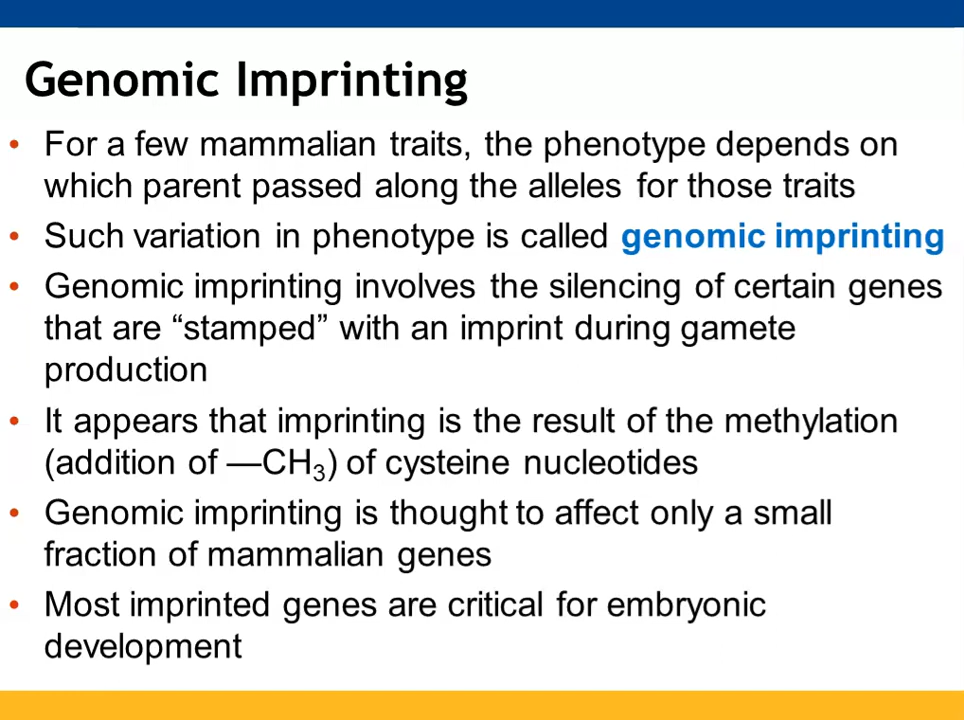 Genomic Imprinting
• For a few mammalian traits, the phenotype depends on
which parent passed along the alleles for those traits
• Such variation in phenotype is called genomic imprinting
• Genomic imprinting involves the silencing of certain genes
that are “stamped” with an imprint during gamete
production
• It appears that imprinting is the result of the methylation
(addition of —CH₃) of cysteine nucleotides
• Genomic imprinting is thought to affect only a small
fraction of mammalian genes
• Most imprinted genes are critical for embryonic
development